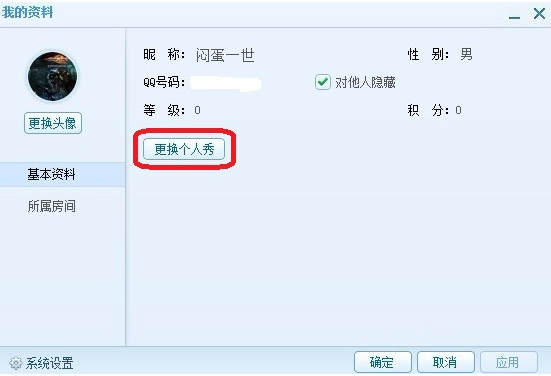 我的资料
昵 称: 闷蛋一世
性 别: 男
QQ号码:
对他人隐藏
等 级: 0
积 分: 0
更换头像
更换个人秀
基本资料
所属房间
系统设置
确定
取消
应用